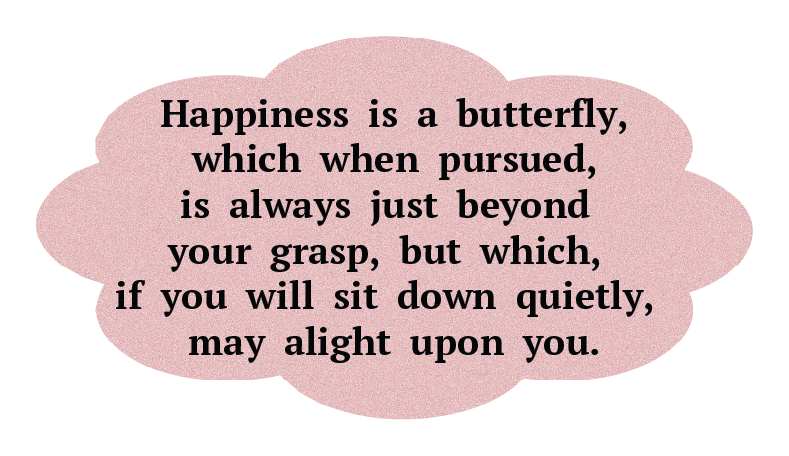 Happiness is a butterfly,
which when pursued,
is always just beyond
your grasp, but which,
if you will sit down quietly,
may alight upon you.